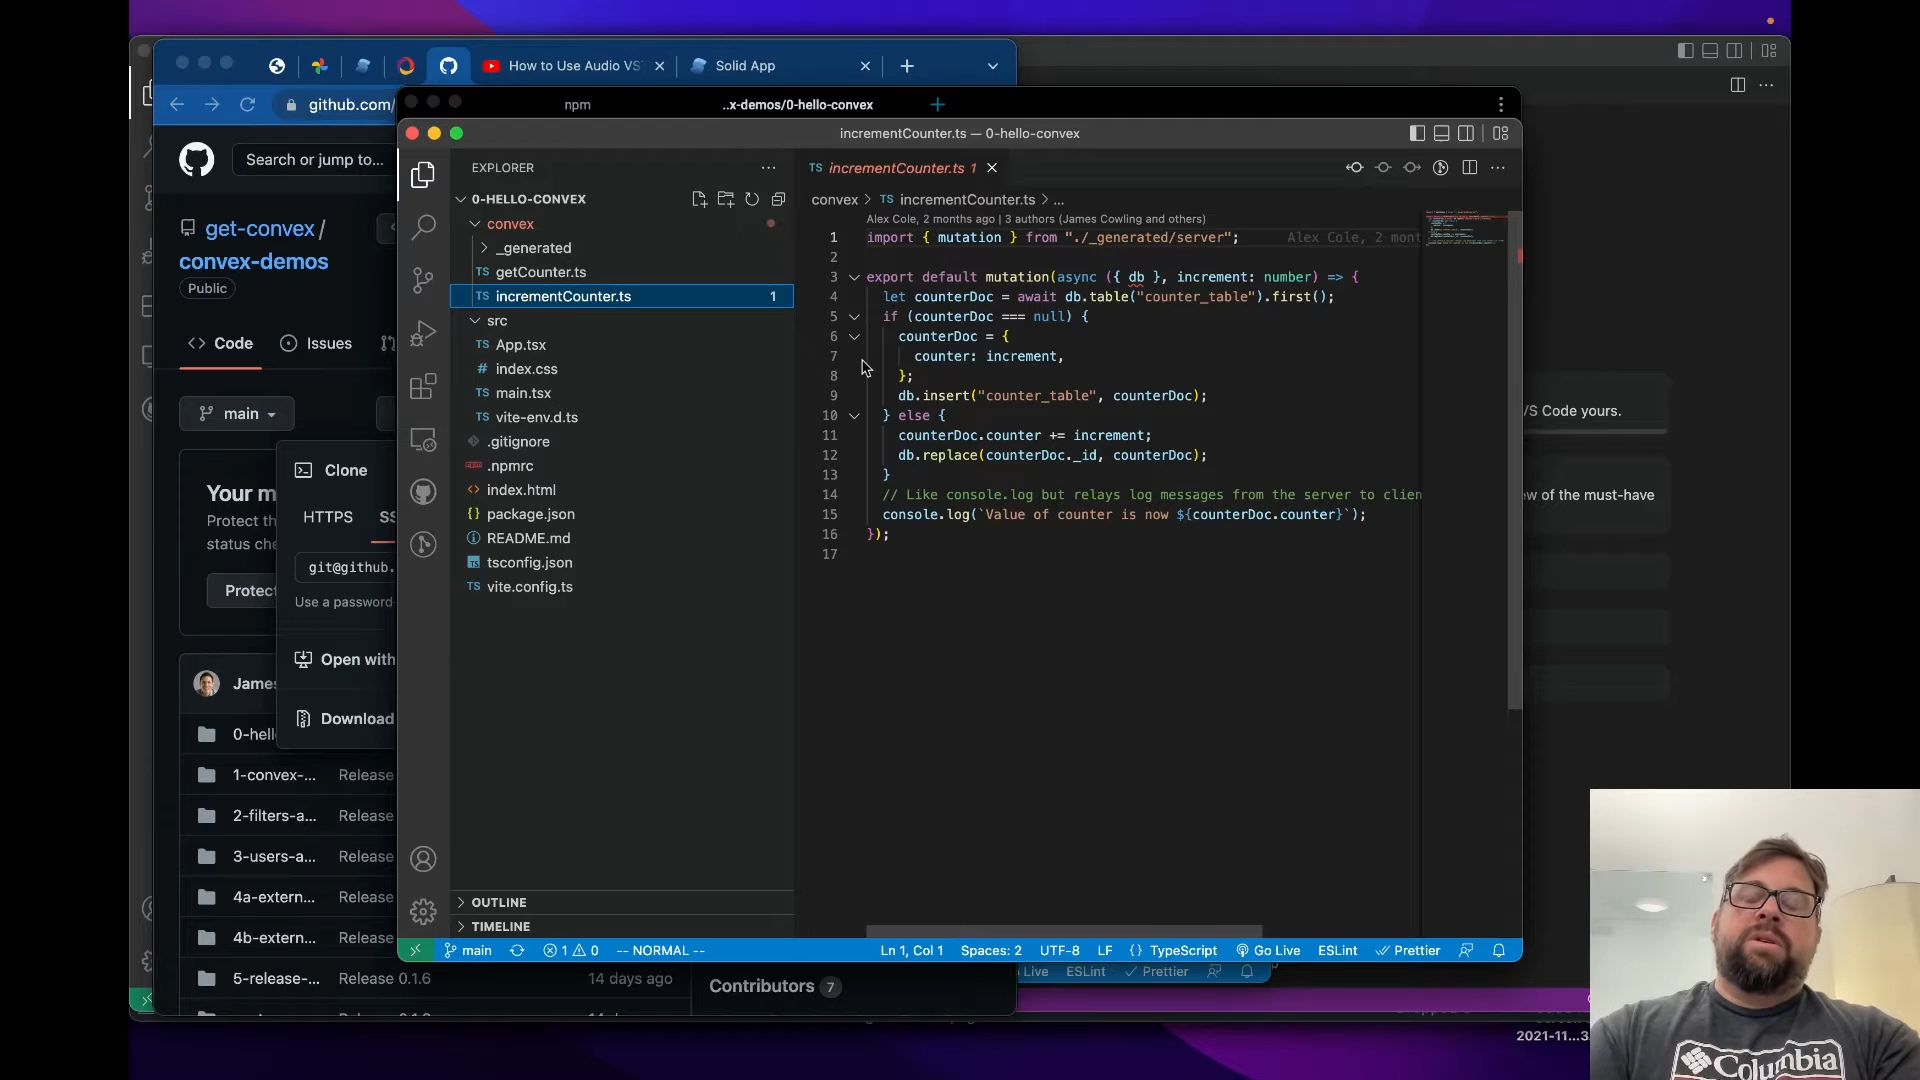 How to Use Audio VS
Solid App
github.com/
npm
..x-demos/0-hello-convex
incrementCounter.ts — 0-hello-convex
Search or jump to...
get-convex /
convex-demos
Public
Code
Issues
main
Clone
Your m
Protect th
status che
HTTPS
SS
git@github.
Protect
Use a password
Open with
Download
James
0-hell
1-convex-...
Release
2-filters-a...
Release
3-users-a...
Release
4a-extern...
Release
4b-extern...
Release
5-release-...
Release 0.1.6
14 days ago
Contributors 7
EXPLORER
0-HELLO-CONVEX
convex
_generated
TS getCounter.ts
TS incrementCounter.ts 1
src
TS App.tsx
# index.css
TS main.tsx
TS vite-env.d.ts
.gitignore
.npmrc
<> index.html
{} package.json
README.md
tsconfig.json
TS vite.config.ts
OUTLINE
TIMELINE
TS incrementCounter.ts 1
convex > TS incrementCounter.ts > ...
Alex Cole, 2 months ago | 3 authors (James Cowling and others)
1 import { mutation } from "./_generated/server"; Alex Cole, 2 mont
2
3 export default mutation(async ({ db }, increment: number) => {
4 let counterDoc = await db.table("counter_table").first();
5 if (counterDoc === null) {
6 counterDoc = {
7 counter: increment,
8 };
9 db.insert("counter_table", counterDoc);
10 } else {
11 counterDoc.counter += increment;
12 db.replace(counterDoc._id, counterDoc);
13 }
14 // Like console.log but relays log messages from the server to clien
15 console.log(`Value of counter is now ${counterDoc.counter}`);
16 });
17
main
1 0
-- NORMAL --
Ln 1, Col 1
Spaces: 2
UTF-8
LF
{} TypeScript
Go Live
ESLint
Prettier
Live
ESLint
Prettier
VS Code yours.
ew of the must-have
2021-11...3
Columbia